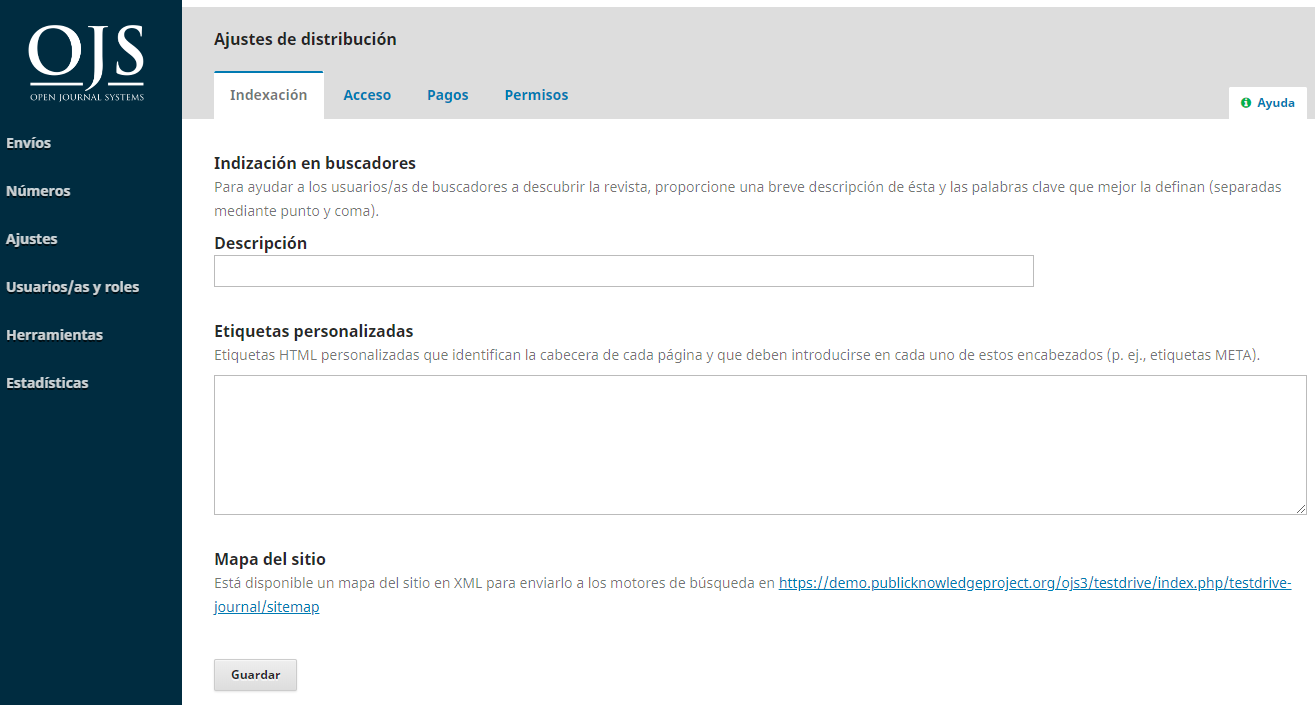 OJS
OPEN JOURNAL SYSTEMS
Envíos
Números
Ajustes
Usuarios/as y roles
Herramientas
Estadísticas
Ajustes de distribución
Indexación
Acceso
Pagos
Permisos
Ayuda
Indización en buscadores
Para ayudar a los usuarios/as de buscadores a descubrir la revista, proporcione una breve descripción de ésta y las palabras clave que mejor la definan (separadas
mediante punto y coma).
Descripción
Etiquetas personalizadas
Etiquetas HTML personalizadas que identifican la cabecera de cada página y que deben introducirse en cada uno de estos encabezados (p. ej., etiquetas META).
Mapa del sitio
Está disponible un mapa del sitio en XML para enviarlo a los motores de búsqueda en https://demo.publicknowledgeproject.org/ojs3/testdrive/index.php/testdrive-
journal/sitemap
Guardar